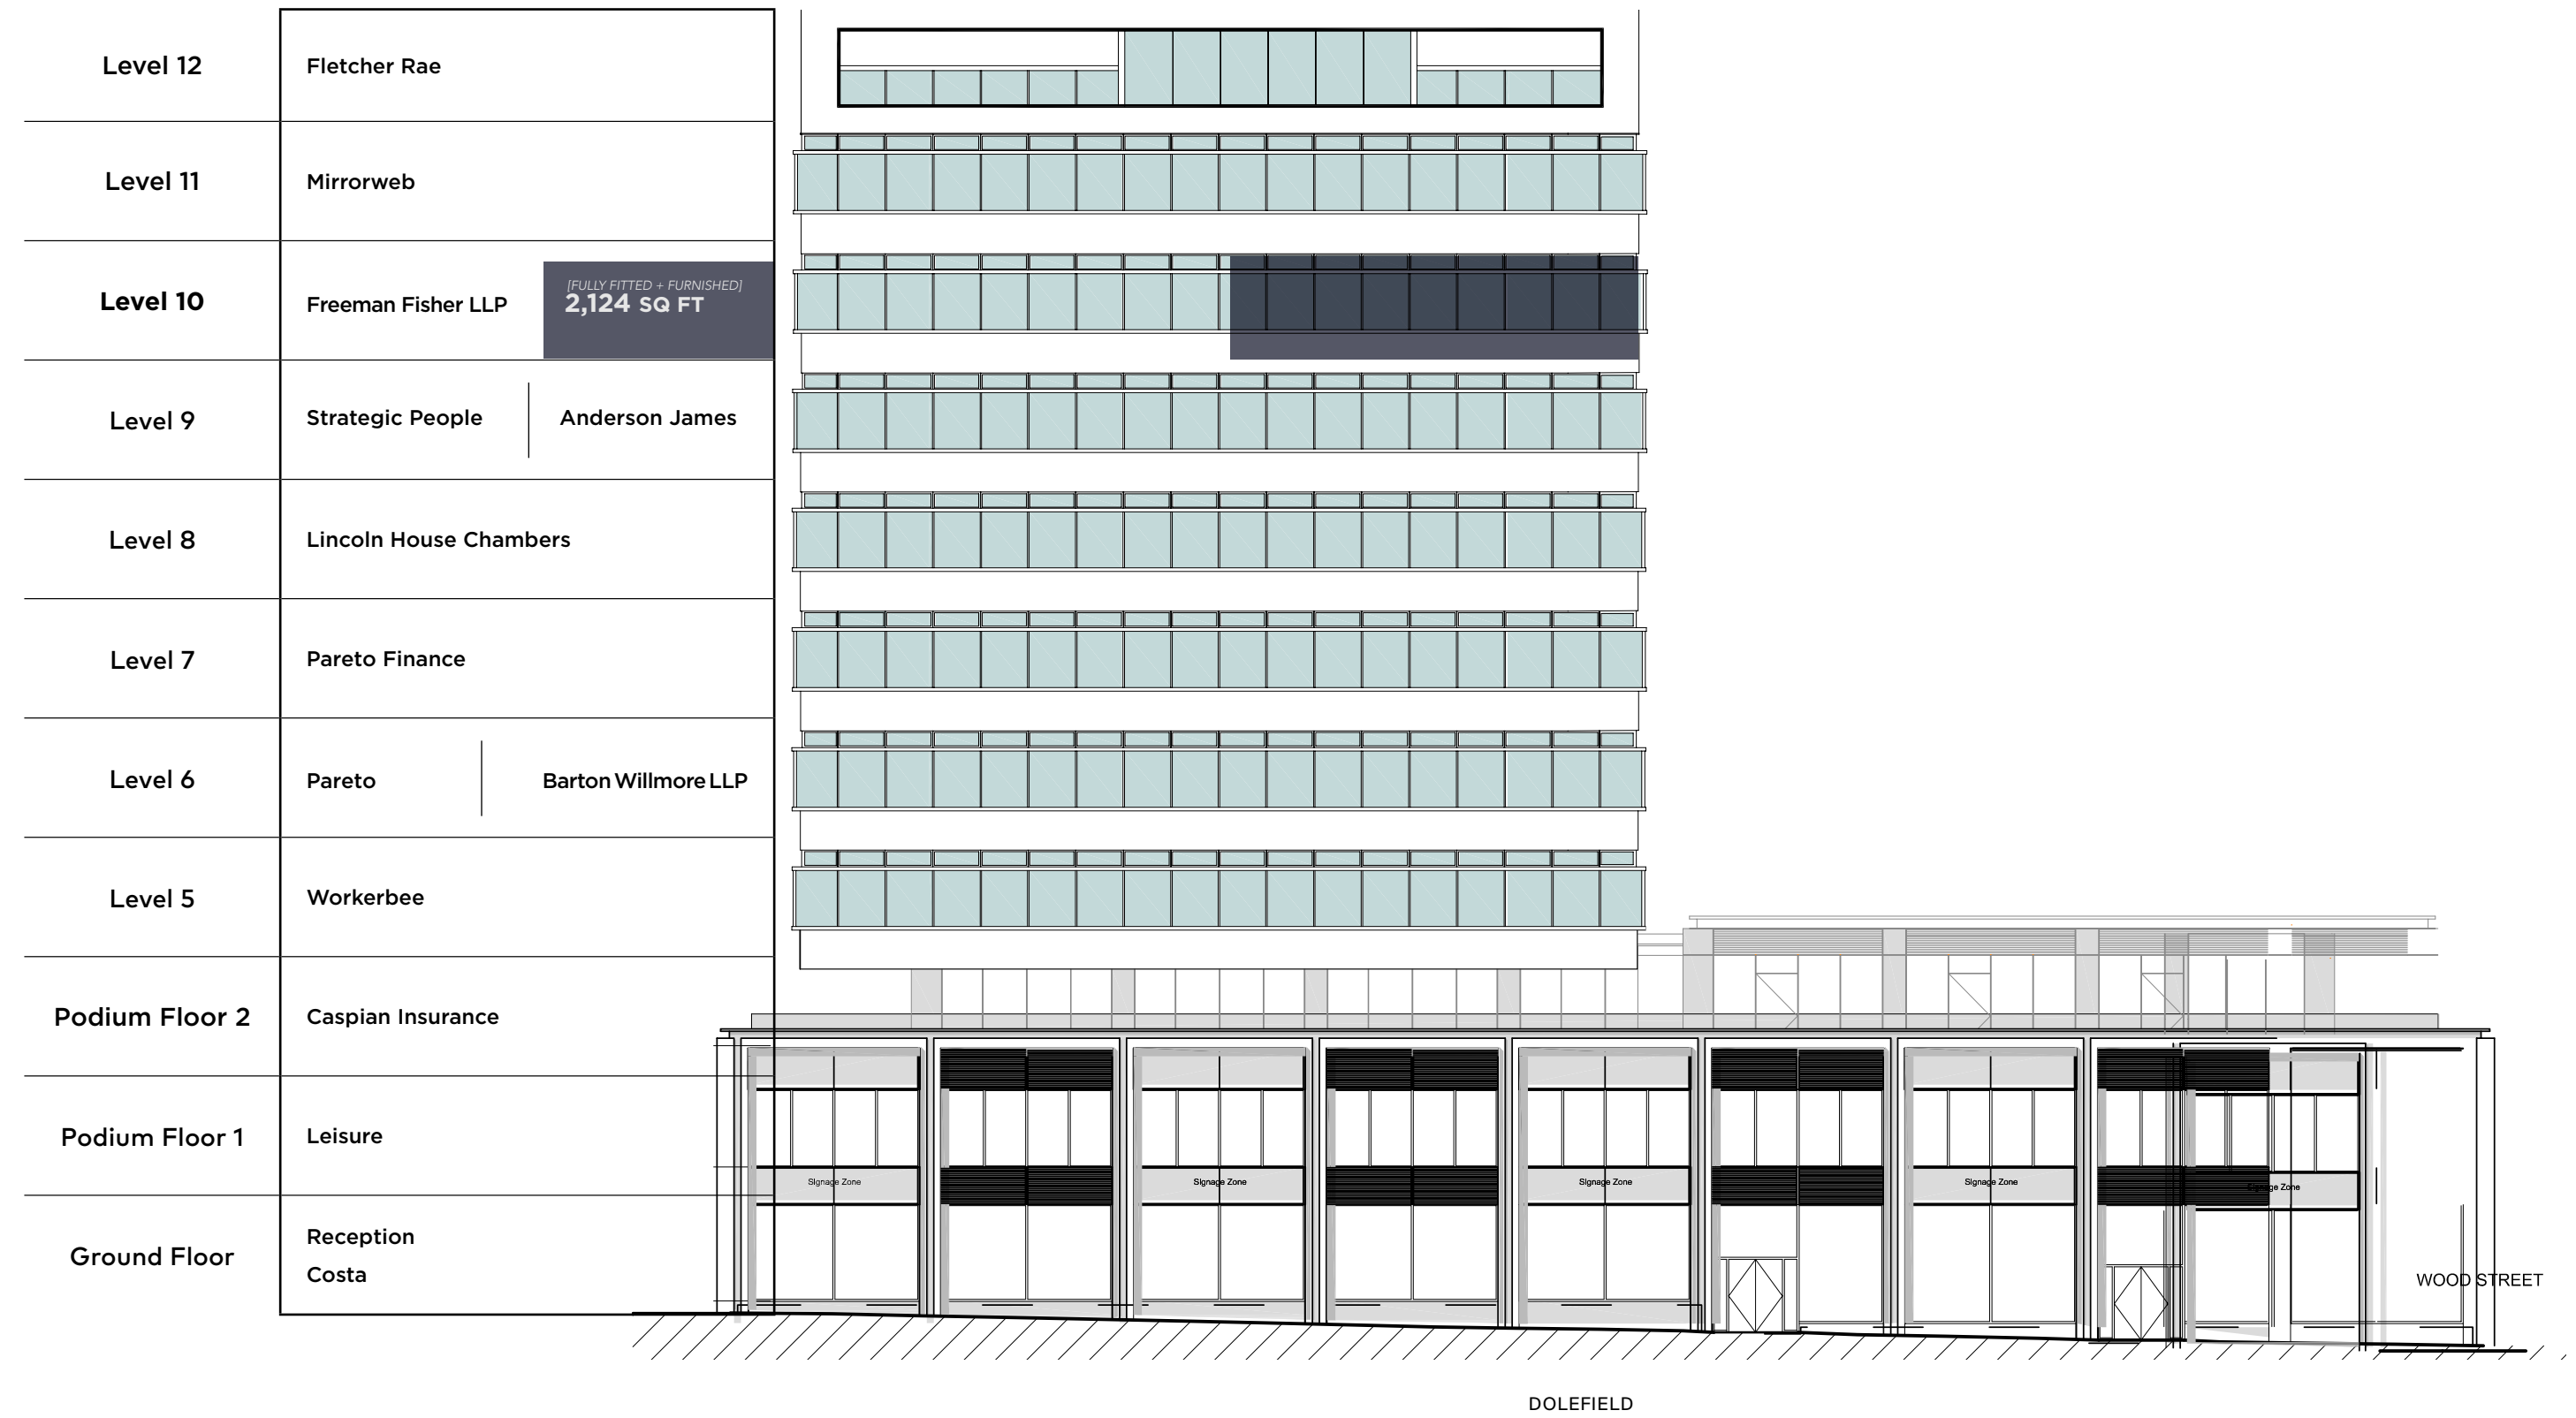 Level 12
Fletcher Rae
Level 11
Mirrorweb
Level 10
Freeman Fisher LLP
[FULLY FITTED + FURNISHED]
2,124 SQ FT
Level 9
Strategic People
Anderson James
Level 8
Lincoln House Chambers
Level 7
Pareto Finance
Level 6
Pareto
Barton Willmore LLP
Level 5
Workerbee
Podium Floor 2
Caspian Insurance
Podium Floor 1
Leisure
Signage Zone
Signage Zone
Signage Zone
Signage Zone
Signage Zone
Ground Floor
Reception
Costa
WOOD STREET
DOLEFIELD